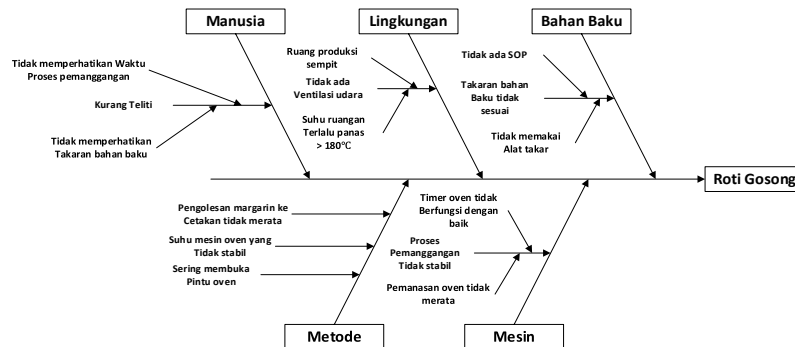 Manusia
Lingkungan
Bahan Baku
Tidak memperhatikan Waktu
Proses pemanggangan
Kurang Teliti
Tidak memperhatikan
Takaran bahan baku
Ruang produksi
sempit
Tidak ada
Ventilasi udara
Suhu ruangan
Terlalu panas
> 180℃
Tidak ada SOP
Takaran bahan
Baku tidak
sesuai
Tidak memakai
Alat takar
Roti Gosong
Pengolesan margarin ke
Cetakan tidak merata
Suhu mesin oven yang
Tidak stabil
Sering membuka
Pintu oven
Timer oven tidak
Berfungsi dengan
baik
Proses
Pemanggangan
Tidak stabil
Pemanasan oven tidak
merata
Metode
Mesin